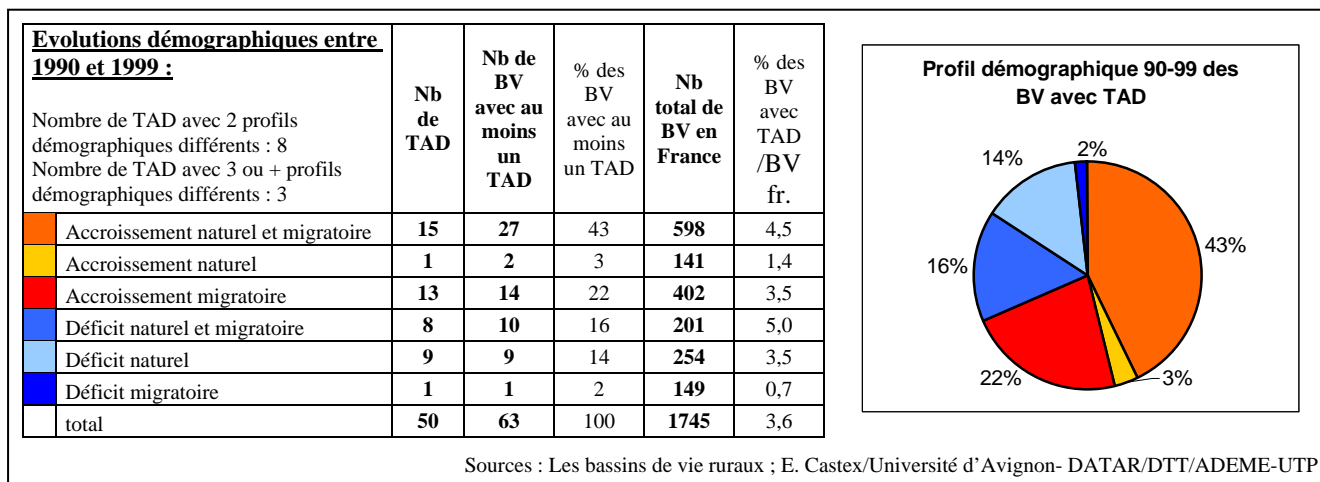 Evolutions démographiques entre
1990 et 1999 :
Nombre de TAD avec 2 profils
démographiques différents : 8
Nombre de TAD avec 3 ou + profils
démographiques différents : 3
Nb
de
TAD
Nb de
BV
avec au
moins
un
TAD
% des
BV
avec au
moins
un TAD
Nb
total de
BV en
France
% des
BV
avec
TAD
/BV
fr.
Accroissement naturel et migratoire 15 27 43 598 4,5
Accroissement naturel 1 2 3 141 1,4
Accroissement migratoire 13 14 22 402 3,5
Déficit naturel et migratoire 8 10 16 201 5,0
Déficit naturel 9 9 14 254 3,5
Déficit migratoire 1 1 2 149 0,7
total 50 63 100 1745 3,6
Profil démographique 90-99 des
BV avec TAD
2%
14%
43%
16%
22%
3%
Sources : Les bassins de vie ruraux ; E. Castex/Université d’Avignon- DATAR/DTT/ADEME-UTP